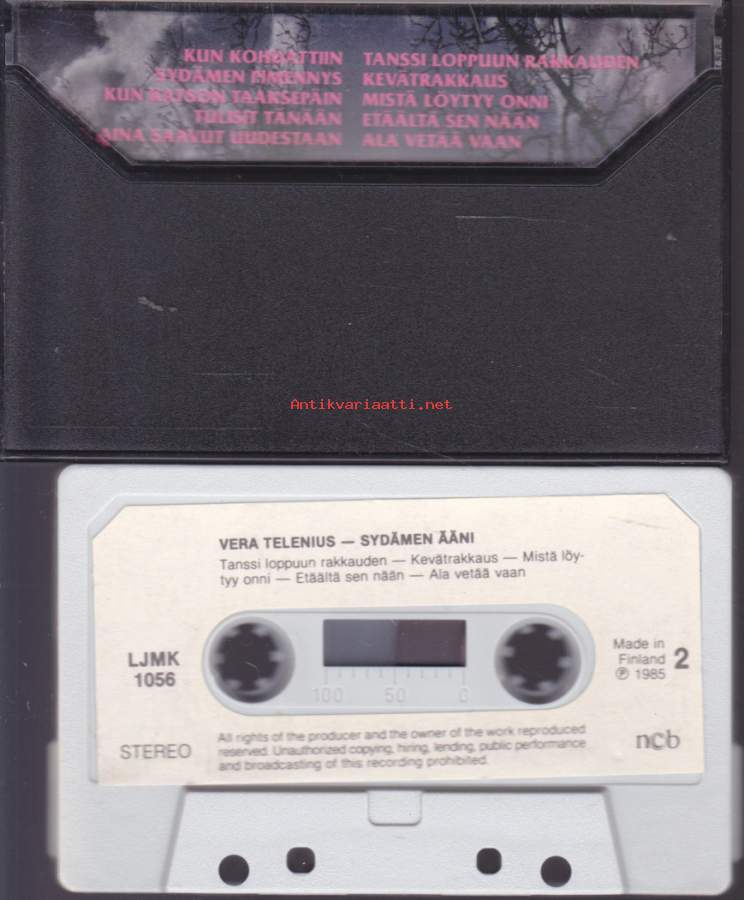 KUN KOHDATTIIN
SYDÄMEN PIMENNYS
KUN KATSON TAAKSEPÄIN
TULISIT TÄNÄÄN
AINA SAAVUT UUDESTAAN
TANSSI LOPPUUN RAKKAUDEN
KEVÄTRAKKAUS
MISTÄ LÖYTYY ONNI
ETÄÄLTÄ SEN NÄÄN
ALA VETÄÄ VAAN
Antikvariaatti.net
VERA TELENIUS — SYDÄMEN ÄÄNI
Tanssi loppuun rakkauden — Kevätrakkaus — Mistä löy-
tyy onni — Etäältä sen nään — Ala vetää vaan
LJMK
1056
STEREO
100 50 0
Made in
Finland
℗ 1985
2
All rights of the producer and the owner of the work reproduced
reserved. Unauthorized copying, hiring, lending, public performance
and broadcasting of this recording prohibited.
ncb